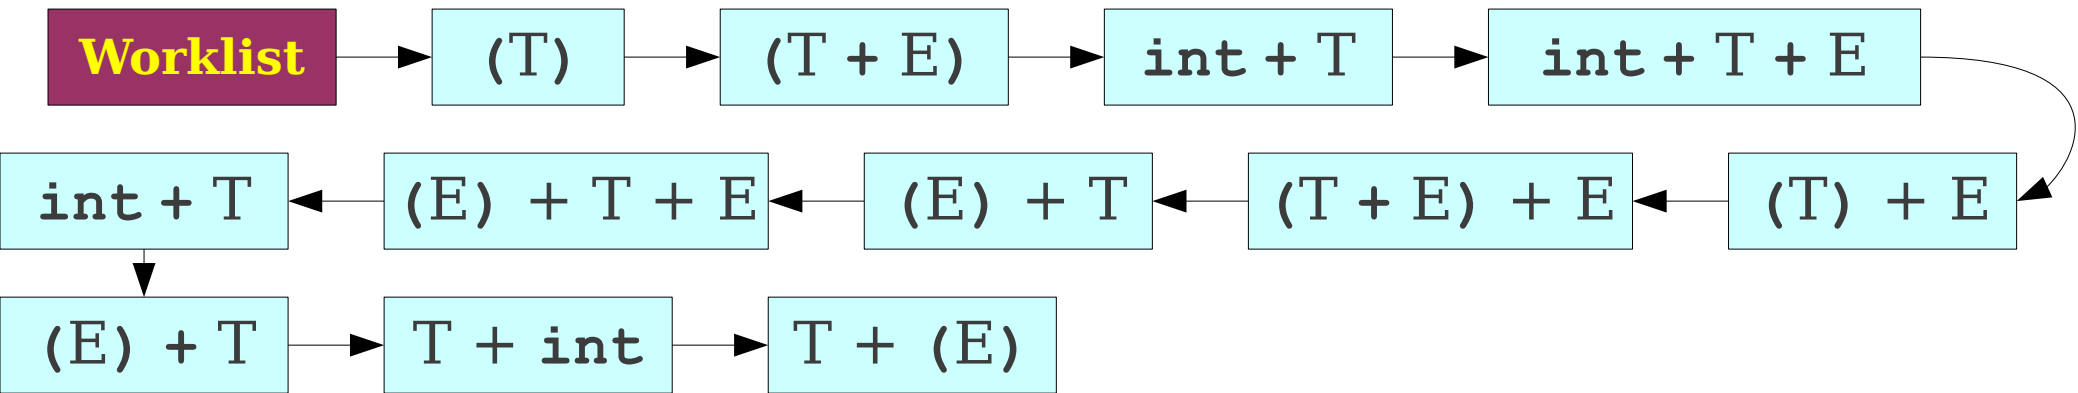 Worklist (T) (T + E) int + T int + T + E
int + T (E) + T + E (E) + T (T + E) + E (T) + E
(E) + T T + int T + (E)